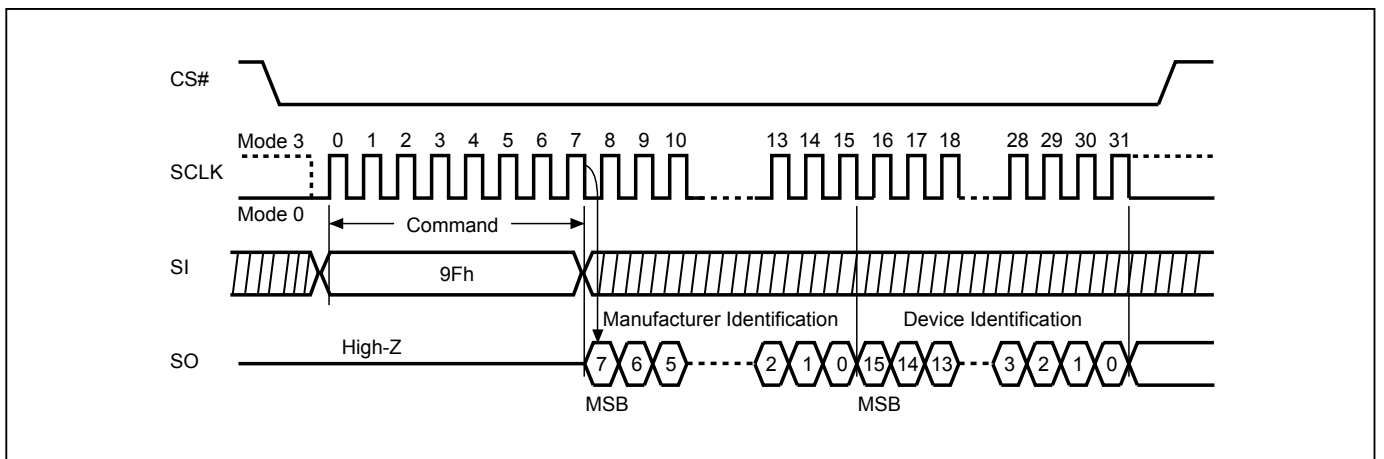 CS#
Mode 3 0 1 2 3 4 5 6 7 8 9 10 13 14 15 16 17 18 28 29 30 31
SCLK
Mode 0
Command
SI 9Fh
Manufacturer Identification Device Identification
High-Z
SO 7 6 5 2 1 0 15 14 13 3 2 1 0
MSB MSB